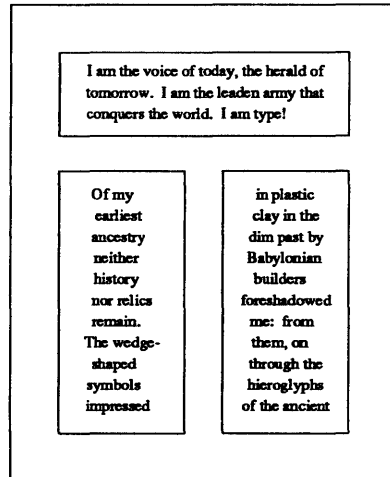 I am the voice of today, the herald of
tomorrow.  I am the leaden army that
conquers the world.  I am type!
Of my
earliest
ancestry
neither
history
nor relics
remain.
The wedge-
shaped
symbols
impressed
in plastic
clay in the
dim past by
Babylonian
builders
foreshadowed
me:  from
them, on
through the
hieroglyphs
of the ancient